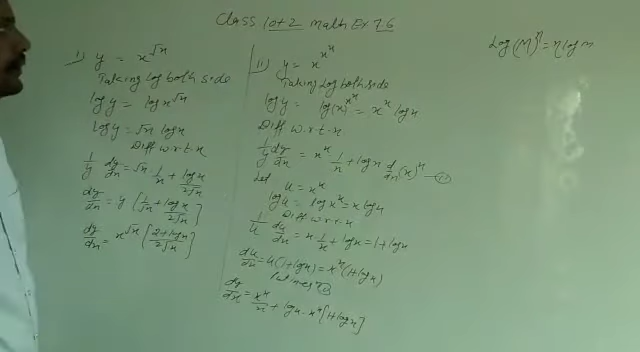 Class 10+2 Math Ex 7.6
Log(M)^n = n log m
i) y = x^√x
Taking log both side
log y = log x^√x
log y = √x log x
Diff w.r.t. x
1/y dy/dx = √x 1/x + log x/2√x
dy/dx = y [1/√x + log x/2√x]
dy/dx = x^√x [2 + log x/2√x]
ii) y = x^x^x
Taking Log both side
log y = log(x)^x^x = x^x log x
Diff w.r.t. x
1/y dy/dx = x^x 1/x + log x d/dx (x)^x —①
Let u = x^x
log u = log x^x = x log x
Diff w.r.t. x
1/u du/dx = x 1/x + log x = 1 + log x
du/dx = u(1 + log x) = x^x (1 + log x)
Put in eq ①
dy/dx = x^x/x + log x · x^x [1 + log x]